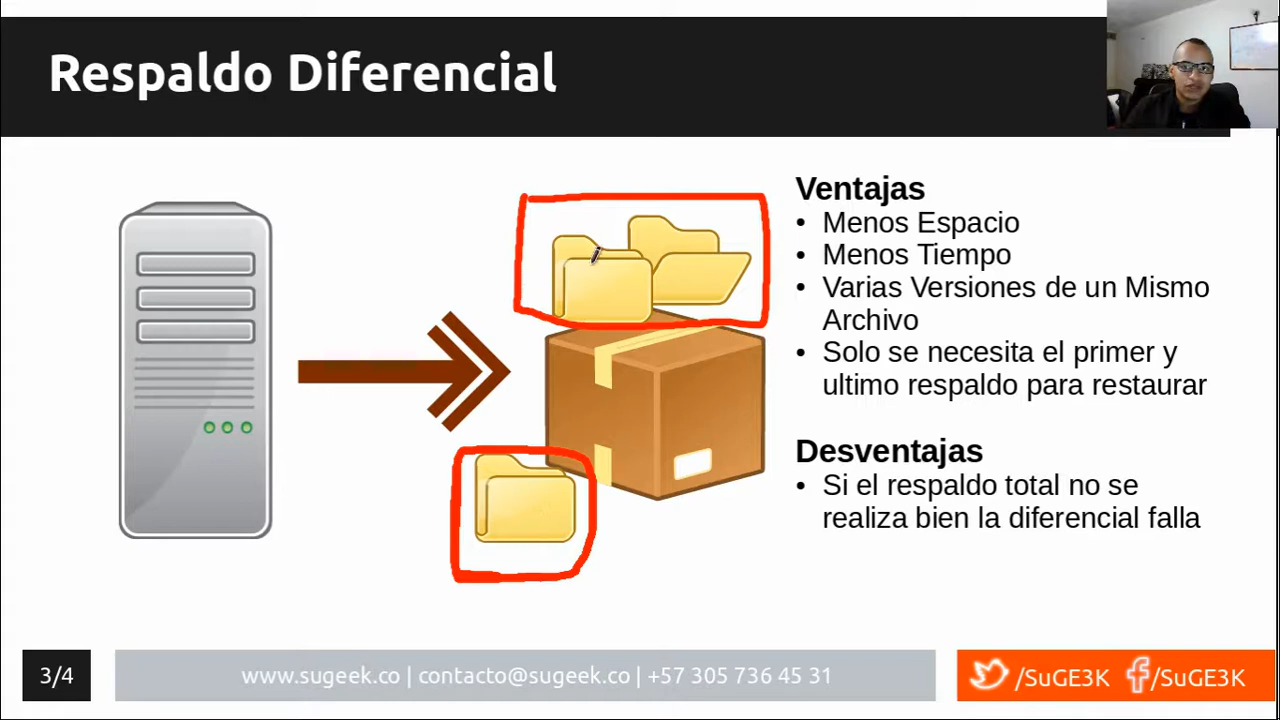 Respaldo Diferencial
Ventajas
• Menos Espacio
• Menos Tiempo
• Varias Versiones de un Mismo
Archivo
• Solo se necesita el primer y
ultimo respaldo para restaurar
Desventajas
• Si el respaldo total no se
realiza bien la diferencial falla
3/4
www.sugeek.co | contacto@sugeek.co | +57 305 736 45 31
/SuGE3K
/SuGE3K